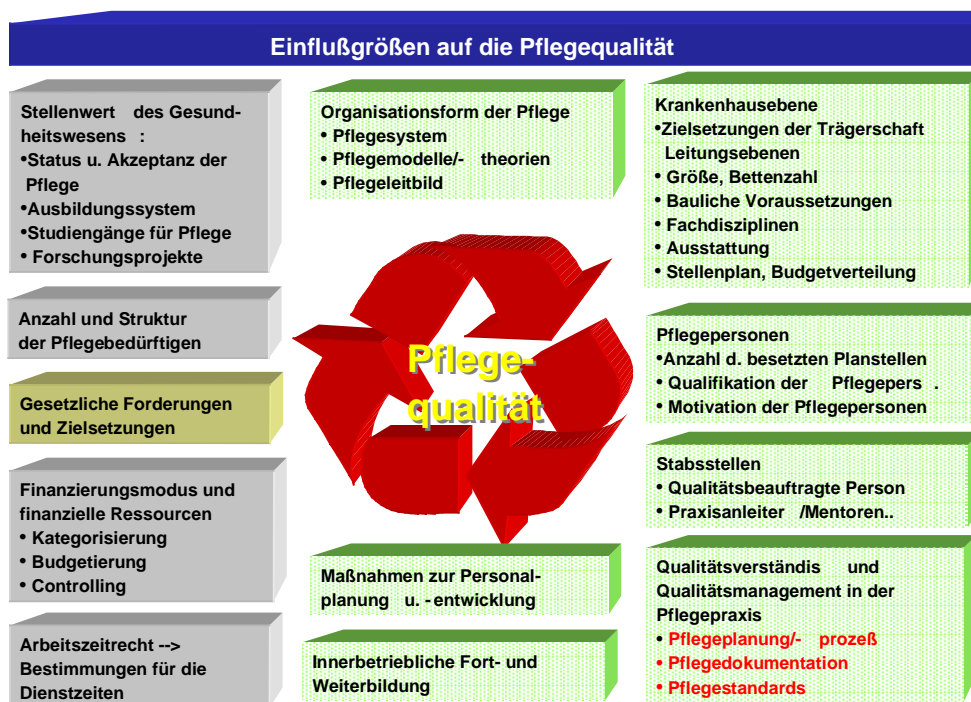 Einflußgrößen auf die Pflegequalität
Stellenwert des Gesund-
heitswesens :
•Status u. Akzeptanz der
Pflege
•Ausbildungssystem
•Studiengänge für Pflege
• Forschungsprojekte
Anzahl und Struktur
der Pflegebedürftigen
Gesetzliche Forderungen
und Zielsetzungen
Finanzierungsmodus und
finanzielle Ressourcen
• Kategorisierung
• Budgetierung
• Controlling
Arbeitszeitrecht -->
Bestimmungen für die
Dienstzeiten
Organisationsform der Pflege
• Pflegesystem
• Pflegemodelle/- theorien
• Pflegeleitbild
Pflege-
qualität
Maßnahmen zur Personal-
planung u. -entwicklung
Innerbetriebliche Fort- und
Weiterbildung
Krankenhausebene
•Zielsetzungen der Trägerschaft
Leitungsebenen
• Größe, Bettenzahl
• Bauliche Voraussetzungen
• Fachdisziplinen
• Ausstattung
• Stellenplan, Budgetverteilung
Pflegepersonen
•Anzahl d. besetzten Planstellen
• Qualifikation der Pflegepers .
• Motivation der Pflegepersonen
Stabsstellen
• Qualitätsbeauftragte Person
• Praxisanleiter /Mentoren..
Qualitätsverständis und
Qualitätsmanagement in der
Pflegepraxis
• Pflegeplanung/- prozeß
• Pflegedokumentation
• Pflegestandards